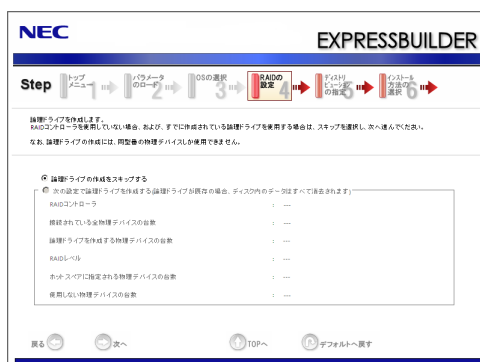 NEC
EXPRESSBUILDER
Step
トップ
メニュー 1
パラメータ
のロード 2
OSの選択
3
RAIDの
設定 4
ディストリ
ビューション
の指定 5
インストール
方法の
選択 6
論理ドライブを作成します。
RAIDコントローラを使用していない場合、および、すでに作成されている論理ドライブを使用する場合は、スキップを選択し、次へ進んでください。
なお、論理ドライブの作成には、同型番の物理デバイスしか使用できません。
論理ドライブの作成をスキップする
次の設定で論理ドライブを作成する(論理ドライブが既存の場合、ディスク内のデータはすべて消去されます)
RAIDコントローラ : ---
接続されている全物理デバイスの台数 : ---
論理ドライブを作成する物理デバイスの台数 : ---
RAIDレベル : ---
ホットスペアに指定される物理デバイスの台数 : ---
使用しない物理デバイスの台数 : ---
戻る 次へ TOPへ デフォルトへ戻す